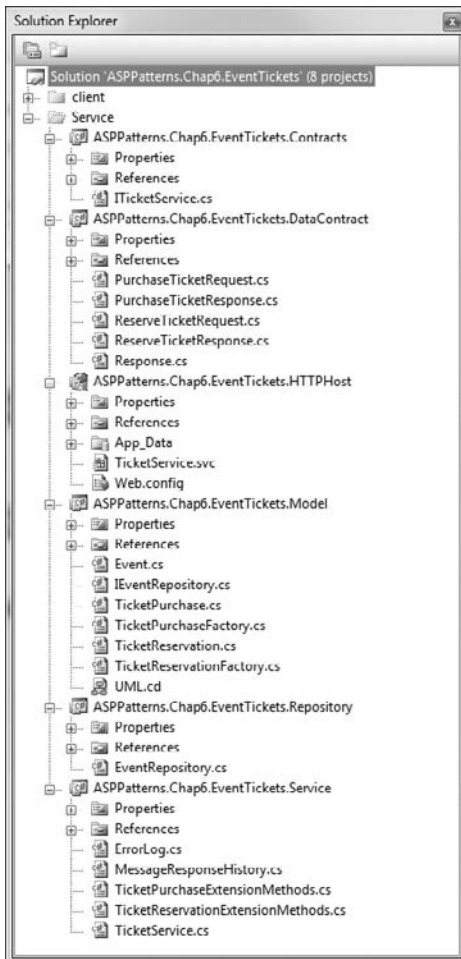 Solution Explorer
Solution 'ASPPatterns.Chap6.EventTickets' (8 projects)
client
Service
ASPPatterns.Chap6.EventTickets.Contracts
Properties
References
ITicketService.cs
ASPPatterns.Chap6.EventTickets.DataContract
Properties
References
PurchaseTicketRequest.cs
PurchaseTicketResponse.cs
ReserveTicketRequest.cs
ReserveTicketResponse.cs
Response.cs
ASPPatterns.Chap6.EventTickets.HTTPHost
Properties
References
App_Data
TicketService.svc
Web.config
ASPPatterns.Chap6.EventTickets.Model
Properties
References
Event.cs
IEventRepository.cs
TicketPurchase.cs
TicketPurchaseFactory.cs
TicketReservation.cs
TicketReservationFactory.cs
UML.cd
ASPPatterns.Chap6.EventTickets.Repository
Properties
References
EventRepository.cs
ASPPatterns.Chap6.EventTickets.Service
Properties
References
ErrorLog.cs
MessageResponseHistory.cs
TicketPurchaseExtensionMethods.cs
TicketReservationExtensionMethods.cs
TicketService.cs